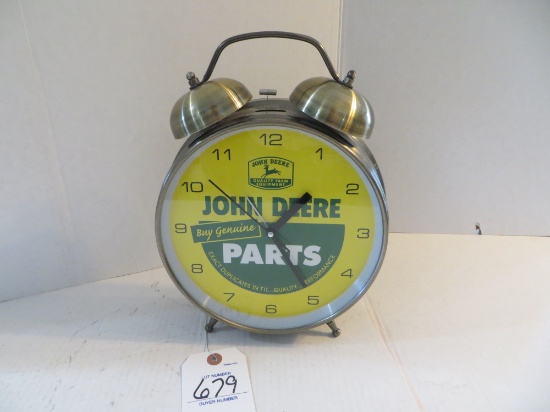 12
11
1
10
2
9
3
8
4
7
5
6
JOHN DEERE
QUALITY FARM
EQUIPMENT
JOHN DEERE
Buy Genuine
PARTS
EXACT DUPLICATES IN FIT...QUALITY...PERFORMANCE
LOT NUMBER
679
BUYER NUMBER